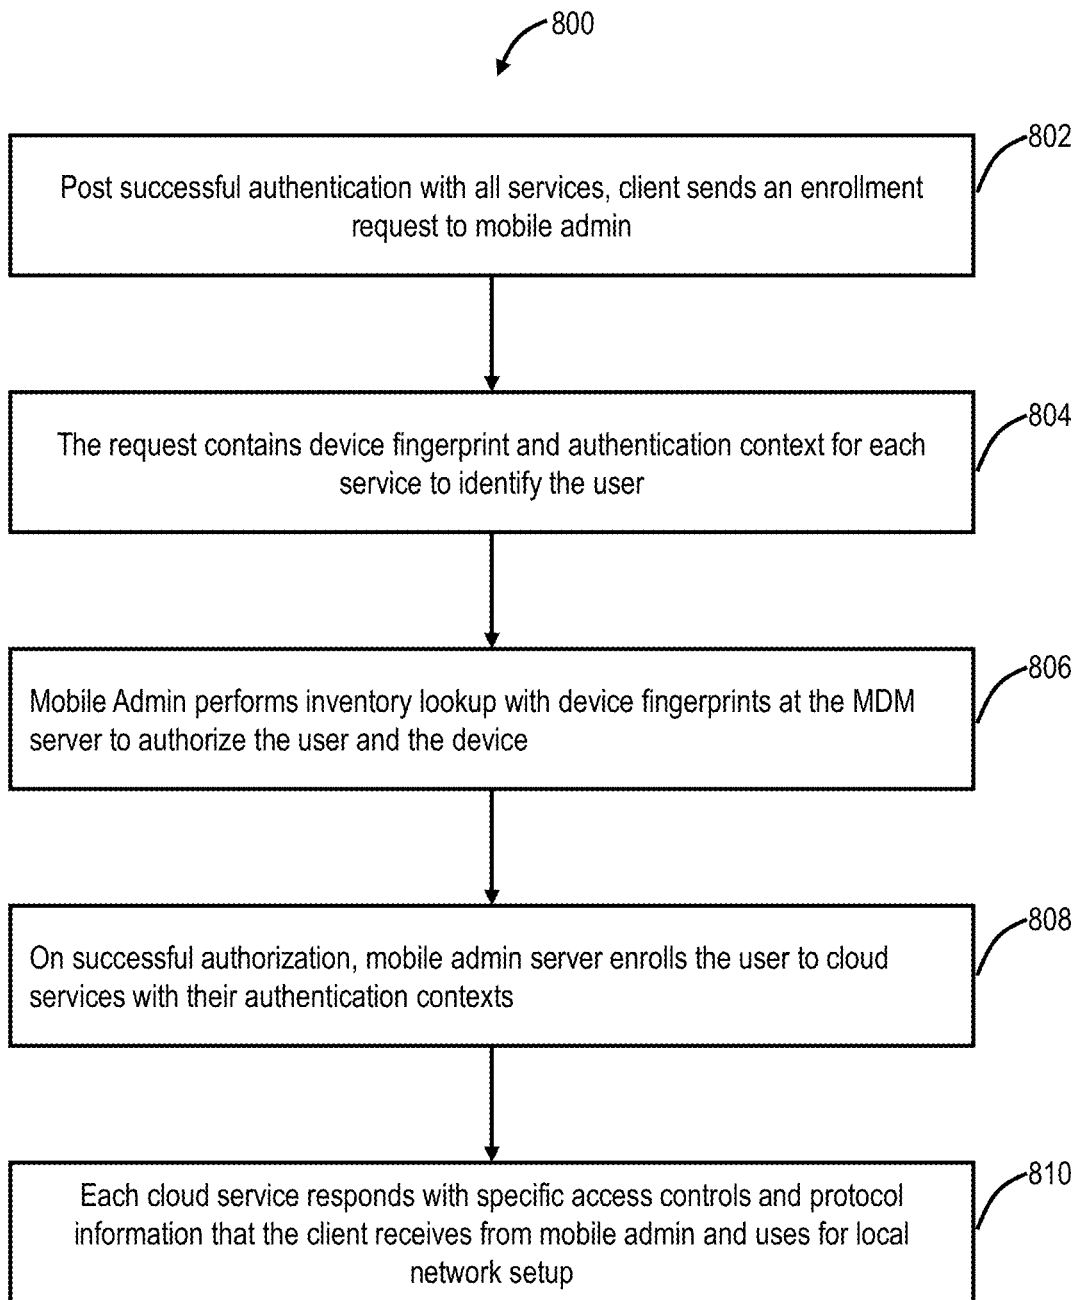 800
802
Post successful authentication with all services, client sends an enrollment
request to mobile admin
804
The request contains device fingerprint and authentication context for each
service to identify the user
806
Mobile Admin performs inventory lookup with device fingerprints at the MDM
server to authorize the user and the device
808
On successful authorization, mobile admin server enrolls the user to cloud
services with their authentication contexts
810
Each cloud service responds with specific access controls and protocol
information that the client receives from mobile admin and uses for local
network setup